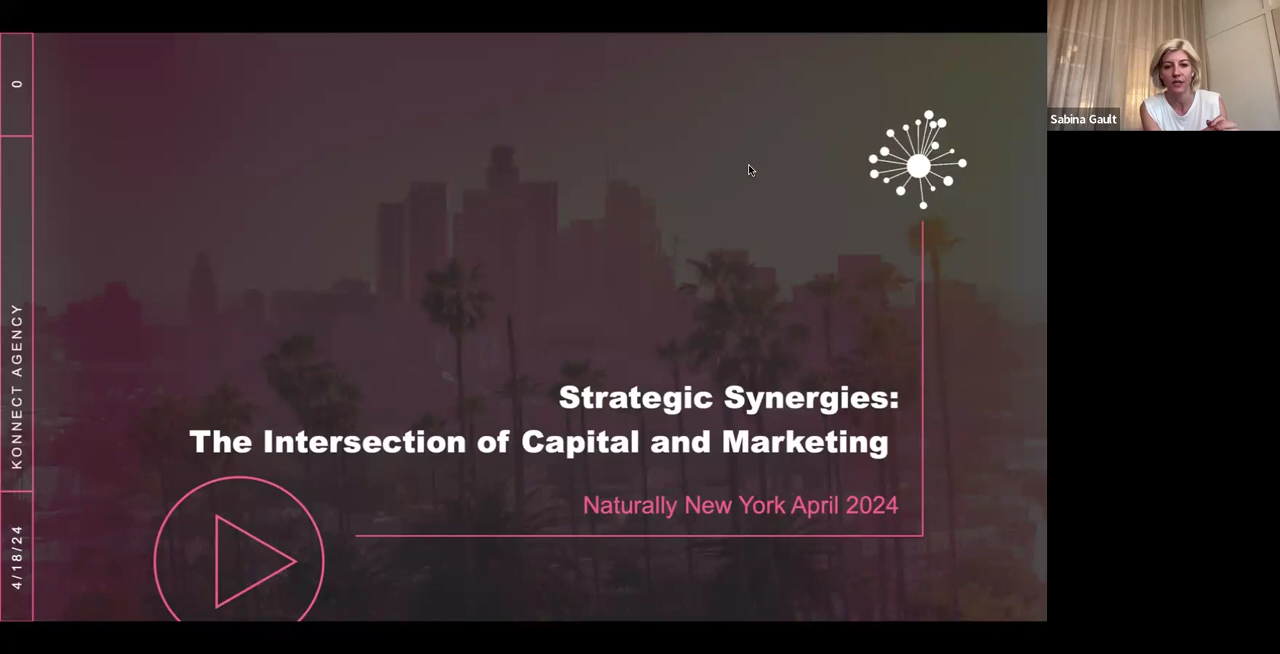 0
KONNECT AGENCY
4/18/24
Strategic Synergies:
The Intersection of Capital and Marketing
Naturally New York April 2024
Sabina Gault